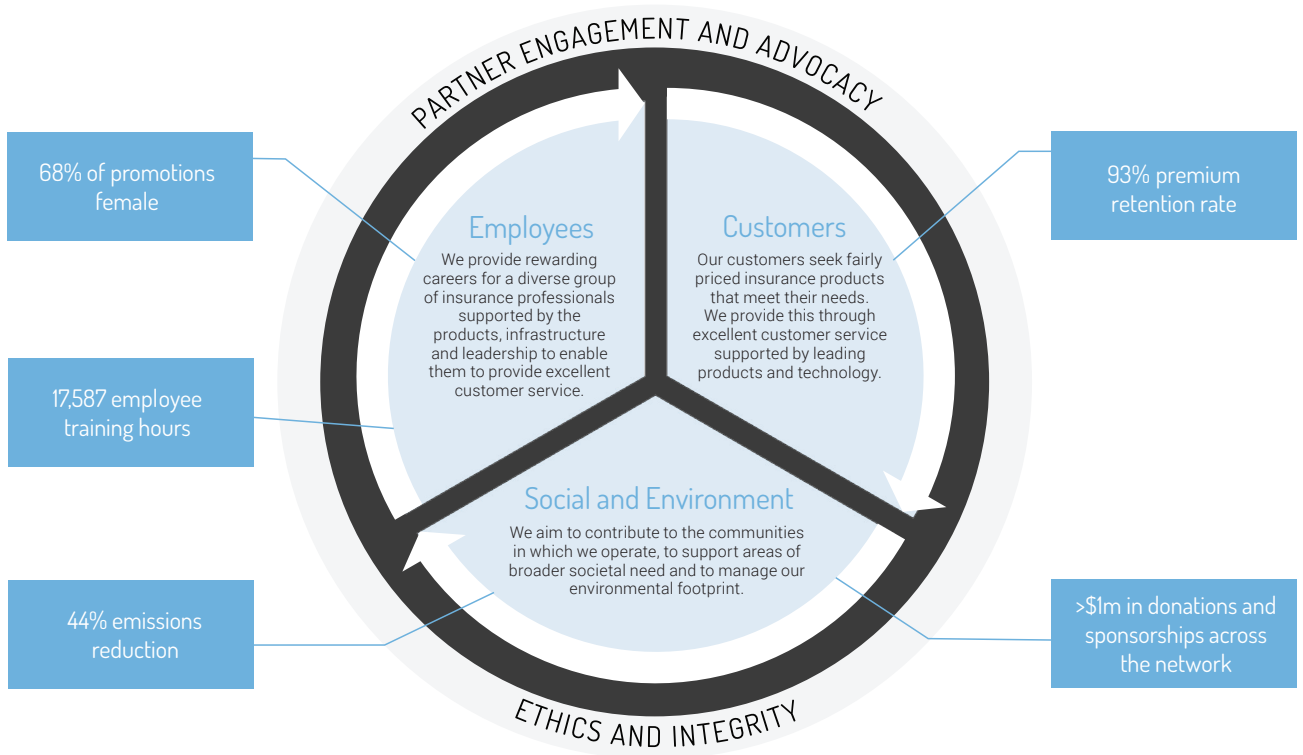 PARTNER ENGAGEMENT AND ADVOCACY
68% of promotions
female
93% premium
retention rate
Employees
We provide rewarding
careers for a diverse group
of insurance professionals
supported by the
products, infrastructure
and leadership to enable
them to provide excellent
customer service.
Customers
Our customers seek fairly
priced insurance products
that meet their needs.
We provide this through
excellent customer service
supported by leading
products and technology.
17,587 employee
training hours
Social and Environment
We aim to contribute to the communities
in which we operate, to support areas of
broader societal need and to manage our
environmental footprint.
44% emissions
reduction
>$1m in donations and
sponsorships across
the network
ETHICS AND INTEGRITY